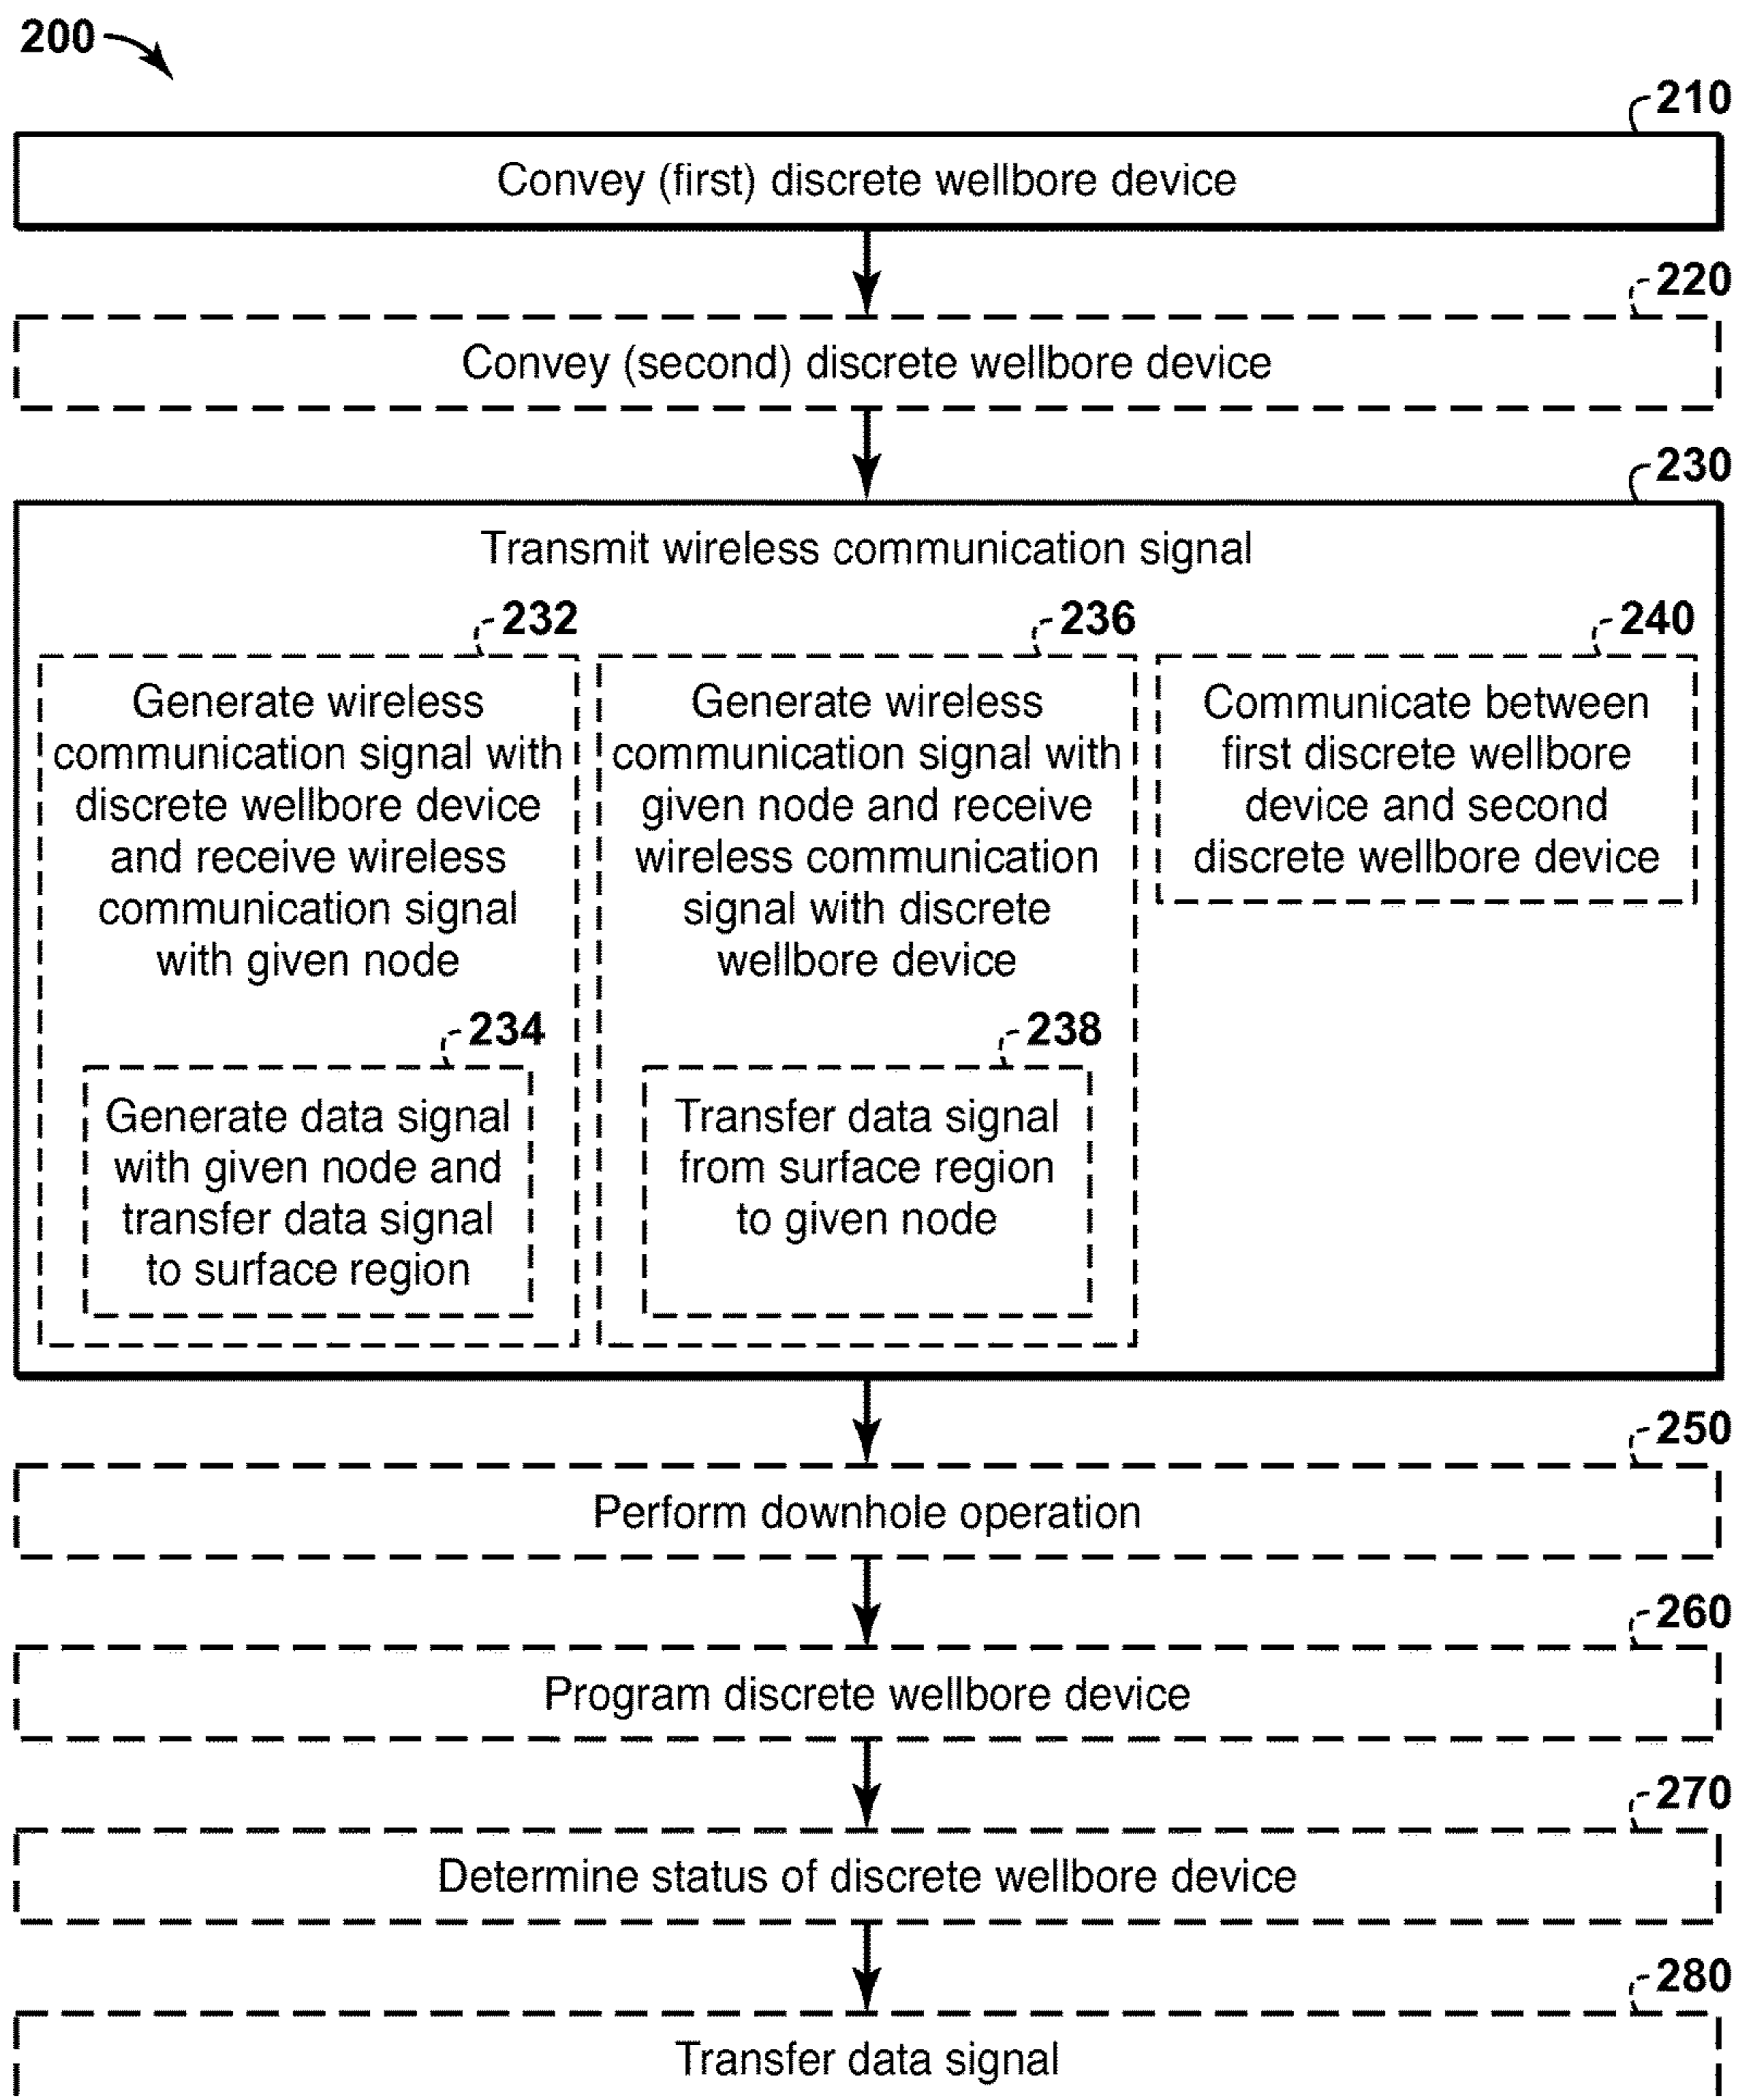 200
210
Convey (first) discrete wellbore device
220
Convey (second) discrete wellbore device
230
Transmit wireless communication signal
232
Generate wireless
communication signal with
discrete wellbore device
and receive wireless
communication signal
with given node
234
Generate data signal
with given node and
transfer data signal
to surface region
236
Generate wireless
communication signal with
given node and receive
wireless communication
signal with discrete
wellbore device
238
Transfer data signal
from surface region
to given node
240
Communicate between
first discrete wellbore
device and second
discrete wellbore device
250
Perform downhole operation
260
Program discrete wellbore device
270
Determine status of discrete wellbore device
280
Transfer data signal